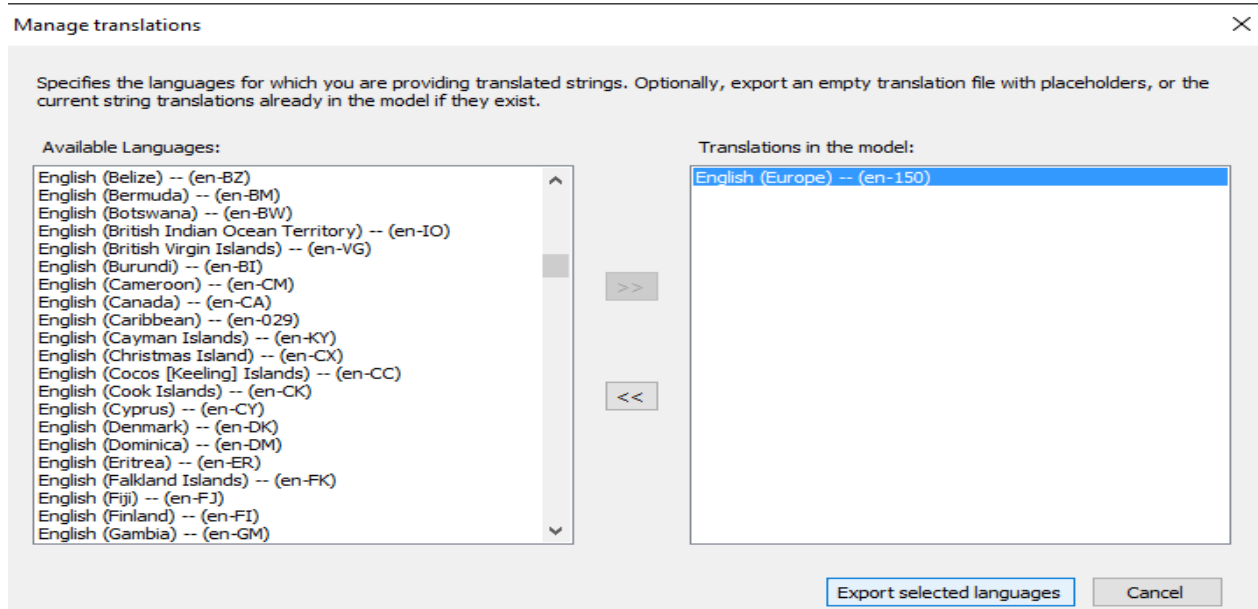 Manage translations
Specifies the languages for which you are providing translated strings. Optionally, export an empty translation file with placeholders, or the
current string translations already in the model if they exist.
Available Languages:
English (Belize) -- (en-BZ)
English (Bermuda) -- (en-BM)
English (Botswana) -- (en-BW)
English (British Indian Ocean Territory) -- (en-IO)
English (British Virgin Islands) -- (en-VG)
English (Burundi) -- (en-BI)
English (Cameroon) -- (en-CM)
English (Canada) -- (en-CA)
English (Caribbean) -- (en-029)
English (Cayman Islands) -- (en-KY)
English (Christmas Island) -- (en-CX)
English (Cocos [Keeling] Islands) -- (en-CC)
English (Cook Islands) -- (en-CK)
English (Cyprus) -- (en-CY)
English (Denmark) -- (en-DK)
English (Dominica) -- (en-DM)
English (Eritrea) -- (en-ER)
English (Falkland Islands) -- (en-FK)
English (Fiji) -- (en-FJ)
English (Finland) -- (en-FI)
English (Gambia) -- (en-GM)
>>
<<
Translations in the model:
English (Europe) -- (en-150)
Export selected languages
Cancel